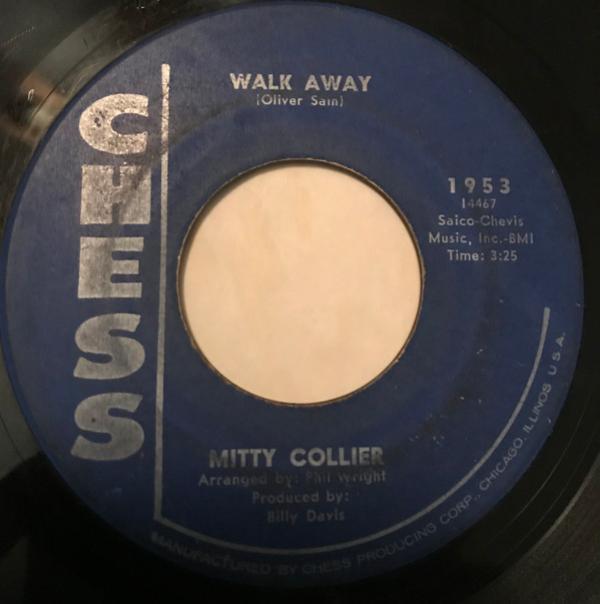 CHESS
WALK AWAY
(Oliver Sain)
1953
14467
Saico-Chevis
Music, Inc.-BMI
Time: 3:25
MITTY COLLIER
Arranged by: Phil Wright
Produced by:
Billy Davis
MANUFACTURED BY CHESS PRODUCING CORP., CHICAGO, ILLINOIS U.S.A.